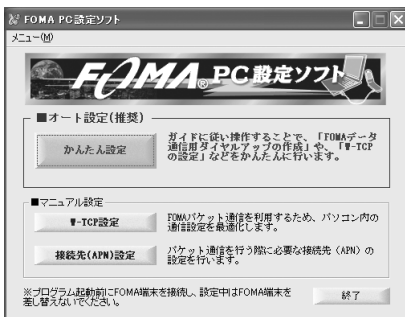 FOMA PC設定ソフト
メニュー(M)
FOMA® PC設定ソフト
■オート設定(推奨)
かんたん設定
ガイドに従い操作することで、「FOMAデータ
通信用ダイヤルアップの作成」や、「W-TCP
の設定」などをかんたんに行います。
■マニュアル設定
W-TCP設定
FOMAパケット通信を利用するため、パソコン内の
通信設定を最適化します。
接続先(APN)設定
パケット通信を行う際に必要な接続先（APN）の
設定を行います。
※プログラム起動前にFOMA端末を接続し、設定中はFOMA端末を
差し替えないでください。
終了